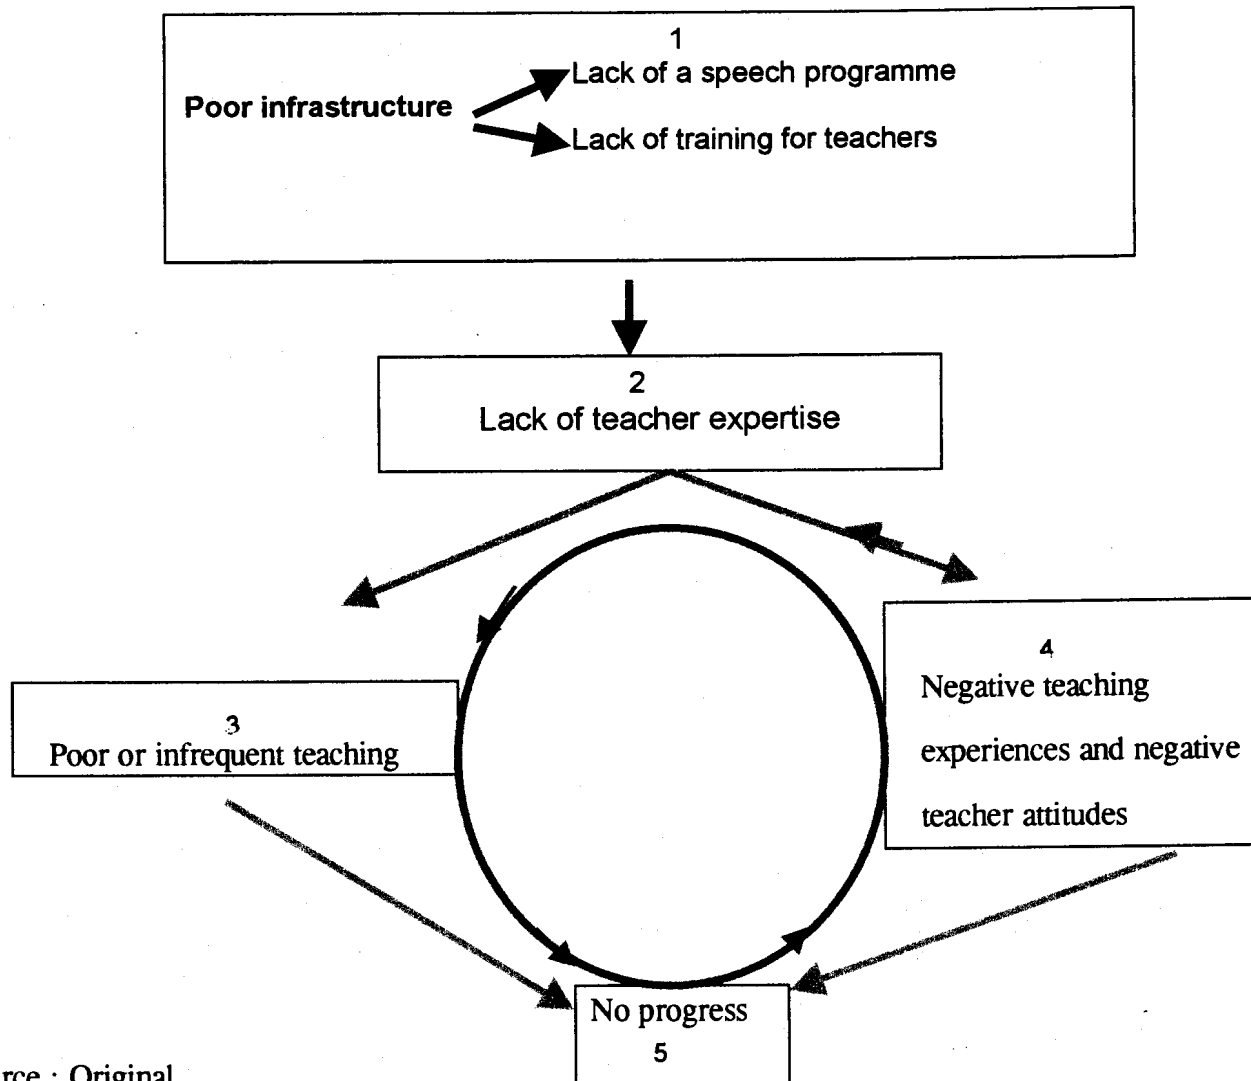 1
Lack of a speech programme
Poor infrastructure
Lack of training for teachers
2
Lack of teacher expertise
3
Poor or infrequent teaching
4
Negative teaching
experiences and negative
teacher attitudes
No progress
5
rce : Original